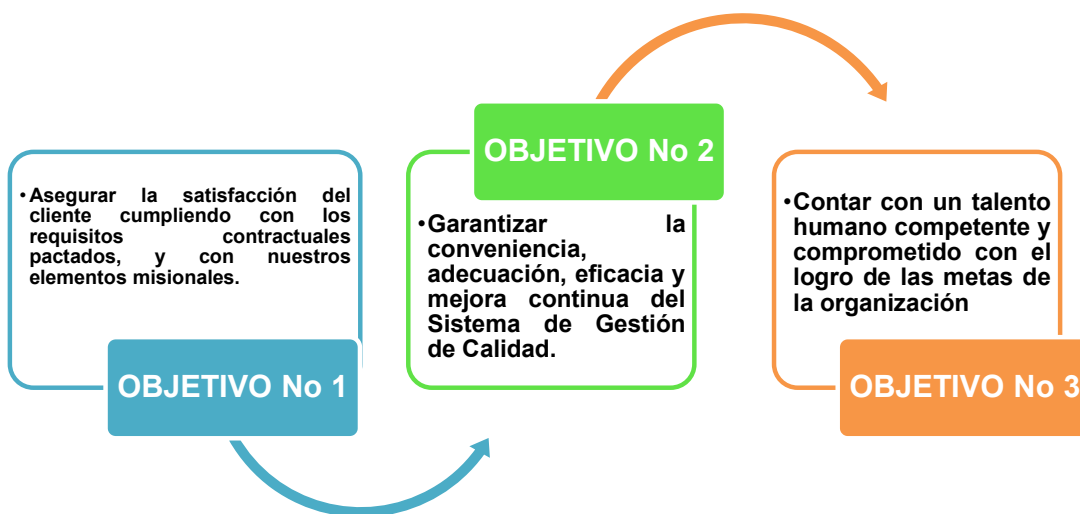 •Asegurar la satisfacción del
cliente cumpliendo con los
requisitos contractuales
pactados, y con nuestros
elementos misionales.
OBJETIVO No 1
OBJETIVO No 2
•Garantizar la
conveniencia,
adecuación, eficacia y
mejora continua del
Sistema de Gestión
de Calidad.
•Contar con un talento
humano competente y
comprometido con el
logro de las metas de
la organización
OBJETIVO No 3